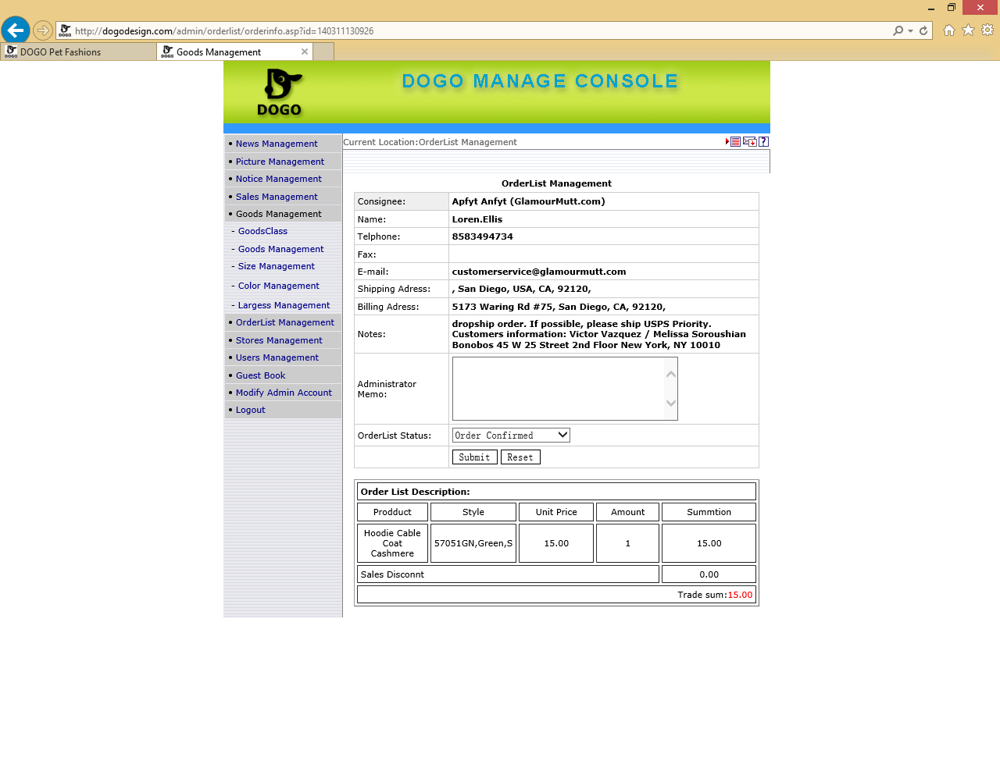 http://dogodesign.com/admin/orderlist/orderinfo.asp?id=140311130926
DOGO Pet Fashions
Goods Management
DOGO
DOGO MANAGE CONSOLE
• News Management
• Picture Management
• Notice Management
• Sales Management
• Goods Management
- GoodsClass
- Goods Management
- Size Management
- Color Management
- Largess Management
• OrderList Management
• Stores Management
• Users Management
• Guest Book
• Modify Admin Account
• Logout
Current Location:OrderList Management
OrderList Management
Consignee: Apfyt Anfyt (GlamourMutt.com)
Name: Loren.Ellis
Telphone: 8583494734
Fax:
E-mail: customerservice@glamourmutt.com
Shipping Adress: , San Diego, USA, CA, 92120,
Billing Adress: 5173 Waring Rd #75, San Diego, CA, 92120,
Notes: dropship order. If possible, please ship USPS Priority.
Customers information: Victor Vazquez / Melissa Soroushian
Bonobos 45 W 25 Street 2nd Floor New York, NY 10010
Administrator
Memo:
OrderList Status: Order Confirmed
Submit Reset
Order List Description:
Prodduct Style Unit Price Amount Summtion
Hoodie Cable
Coat
Cashmere
57051GN,Green,S 15.00 1 15.00
Sales Disconnt 0.00
Trade sum:15.00